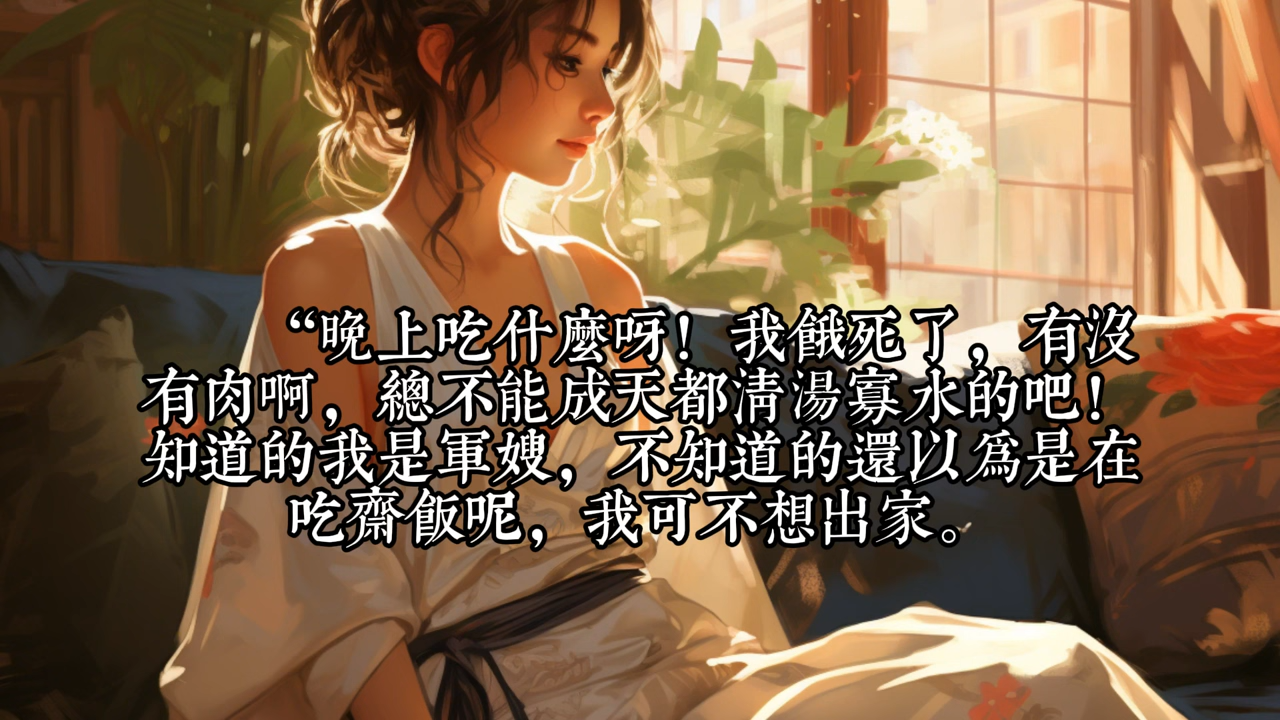 “晚上吃什麼呀！我餓死了，有沒
有肉啊，總不能成天都淸湯寡水的吧！
知道的我是軍嫂，不知道的還以爲是在
吃齋飯呢，我可不想出家。